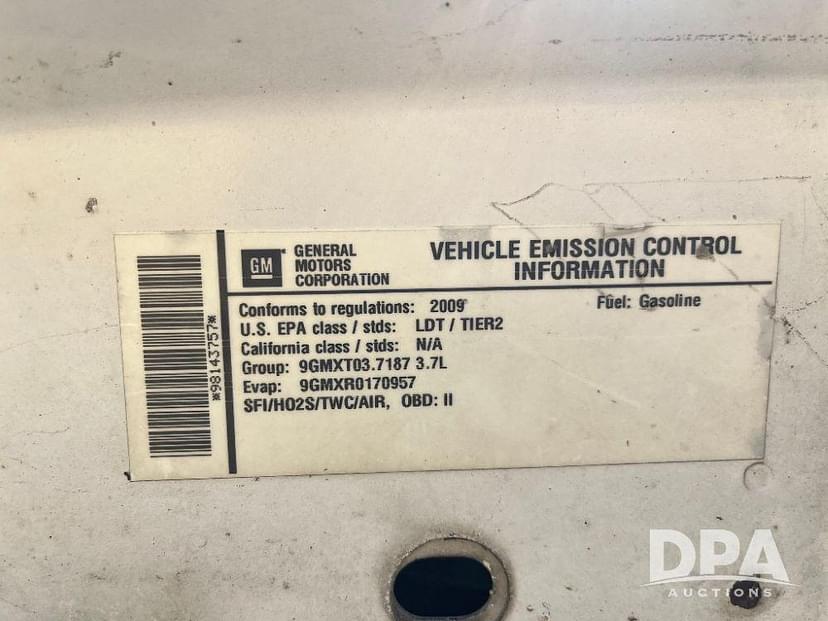 GM
GENERAL
MOTORS
CORPORATION
VEHICLE EMISSION CONTROL
INFORMATION
Conforms to regulations: 2009
Fuel: Gasoline
U.S. EPA class / stds: LDT / TIER2
California class / stds: N/A
Group: 9GMXT03.7187 3.7L
Evap: 9GMXR0170957
SFI/HO2S/TWC/AIR, OBD: II
*98143757*
DPA
AUCTIONS